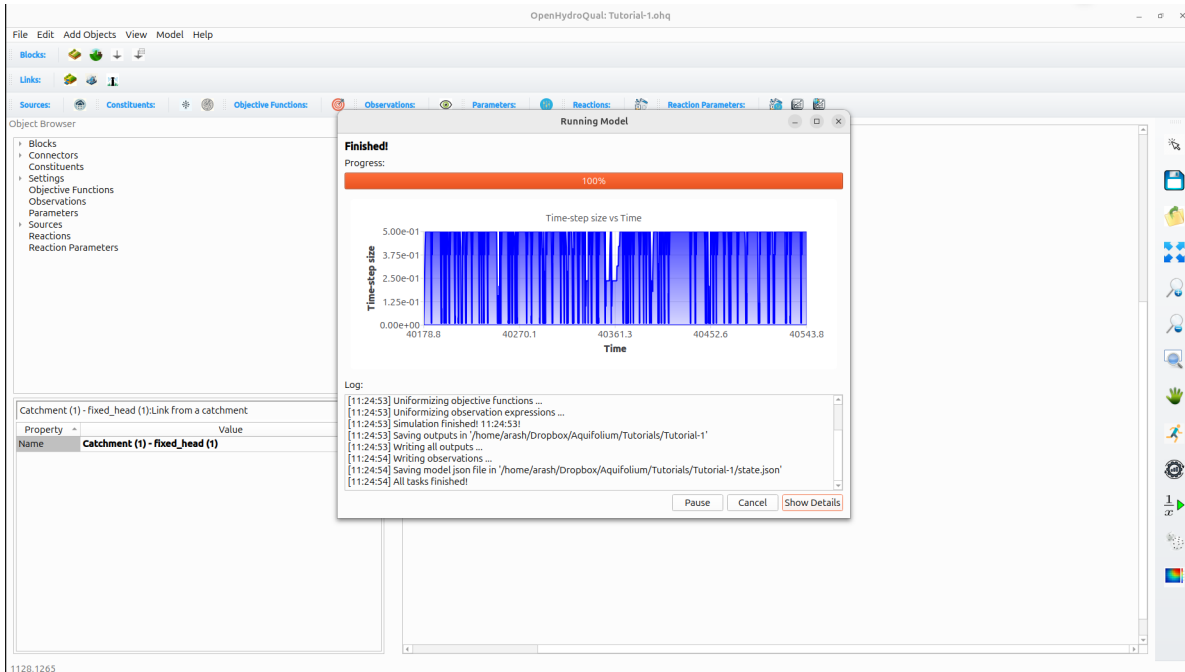 OpenHydroQual: Tutorial-1.ohq
File Edit Add Objects View Model Help
Blocks:
Links:
Sources: Constituents: Objective Functions: Observations: Parameters: Reactions: Reaction Parameters:
Object Browser
Blocks
Connectors
Constituents
Settings
Objective Functions
Observations
Parameters
Sources
Reactions
Reaction Parameters
Catchment (1) - fixed_head (1):Link from a catchment
Property Value
Name Catchment (1) - fixed_head (1)
Running Model
Finished!
Progress:
100%
Time-step size vs Time
Time-step size
5.00e-01
3.75e-01
2.50e-01
1.25e-01
0.00e+00
40178.8 40270.1 40361.3 40452.6 40543.8
Time
Log:
[11:24:53] Uniformizing objective functions ...
[11:24:53] Uniformizing observation expressions ...
[11:24:53] Simulation finished! 11:24:53!
[11:24:53] Saving outputs in '/home/arash/Dropbox/Aquifolium/Tutorials/Tutorial-1'
[11:24:53] Writing all outputs ...
[11:24:54] Writing observations ...
[11:24:54] Saving model json file in '/home/arash/Dropbox/Aquifolium/Tutorials/Tutorial-1/state.json'
[11:24:54] All tasks finished!
Pause Cancel Show Details
1
x
1128,1265